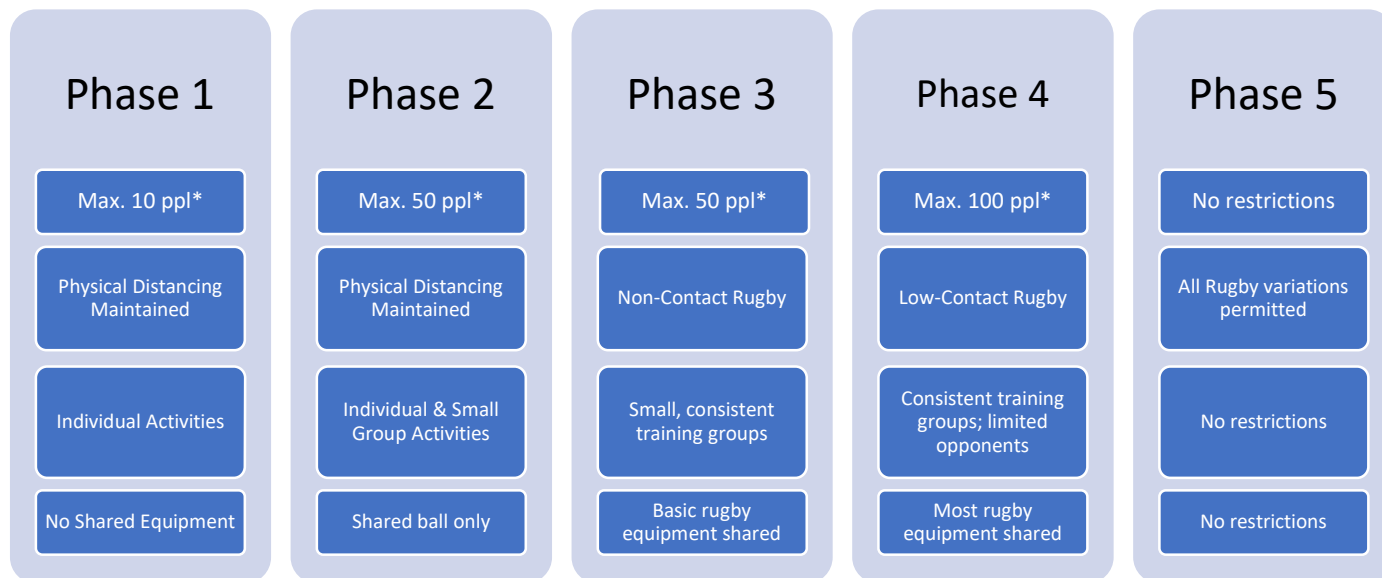 Phase 1
Max. 10 ppl*
Physical Distancing
Maintained
Individual Activities
No Shared Equipment
Phase 2
Max. 50 ppl*
Physical Distancing
Maintained
Individual & Small
Group Activities
Shared ball only
Phase 3
Max. 50 ppl*
Non-Contact Rugby
Small, consistent
training groups
Basic rugby
equipment shared
Phase 4
Max. 100 ppl*
Low-Contact Rugby
Consistent training
groups; limited
opponents
Most rugby
equipment shared
Phase 5
No restrictions
All Rugby variations
permitted
No restrictions
No restrictions